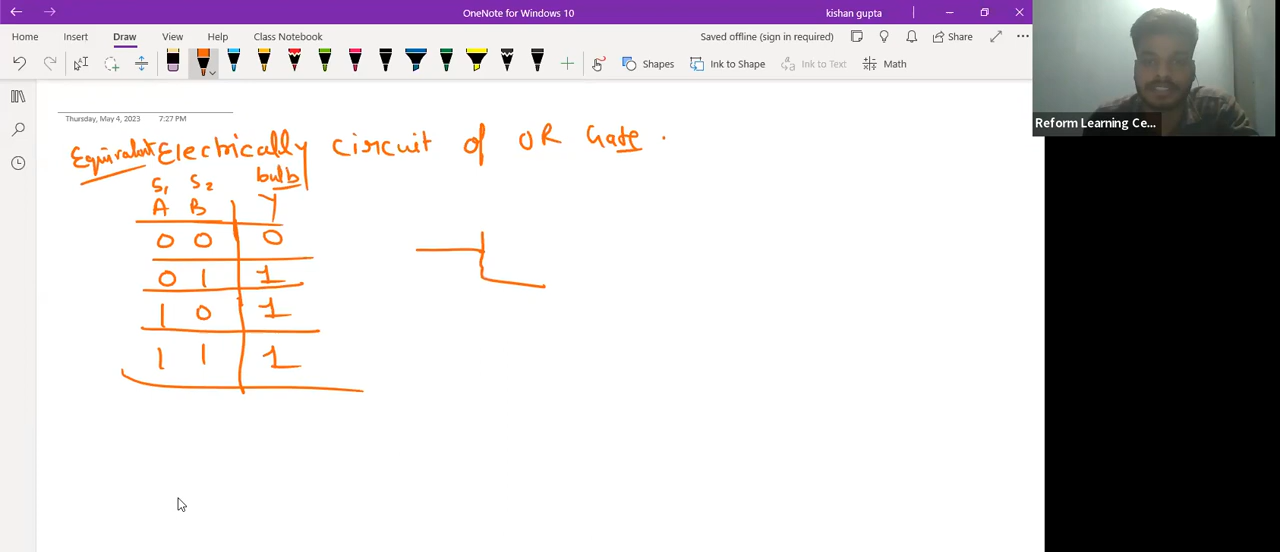 OneNote for Windows 10
kishan gupta
Home Insert Draw View Help Class Notebook
Saved offline (sign in required)
Share
Shapes
Ink to Shape
Ink to Text
Math
Reform Learning Ce...
Thursday, May 4, 2023 7:27 PM
Equivalent Electrically circuit of OR Gate .
S1 S2 bulb
A B Y
0 0 0
0 1 1
1 0 1
1 1 1